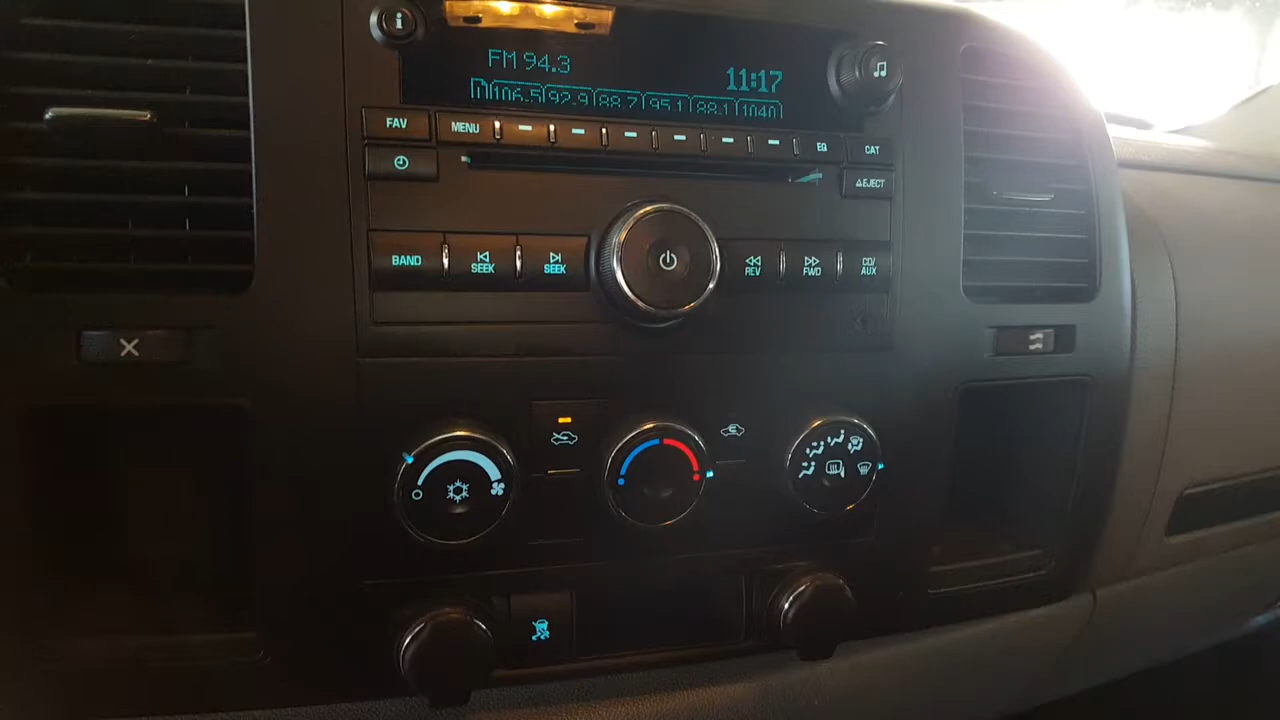 i
FM 94.3
11:17
106.5 92.9 88.7 95.1 88.1 1040
FAV MENU EQ CAT
EJECT
BAND SEEK SEEK REV FWD CD/AUX